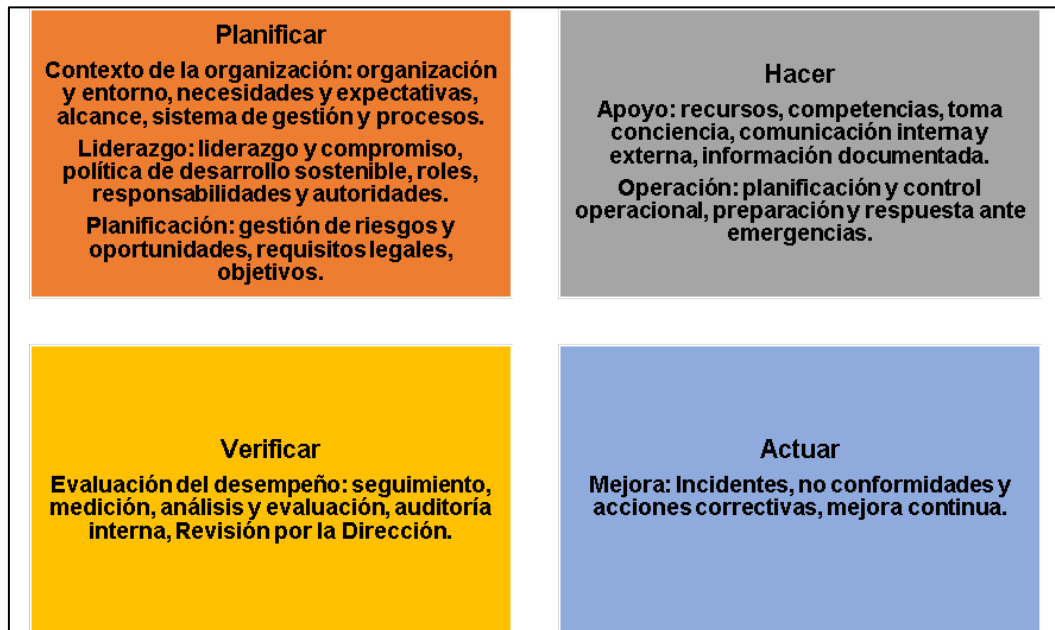 Planificar
Contexto de la organización: organización
y entorno, necesidades y expectativas,
alcance, sistema de gestión y procesos.
Liderazgo: liderazgo y compromiso,
política de desarrollo sostenible, roles,
responsabilidades y autoridades.
Planificación: gestión de riesgos y
oportunidades, requisitos legales,
objetivos.
Hacer
Apoyo: recursos, competencias, toma
conciencia, comunicación interna y
externa, información documentada.
Operación: planificación y control
operacional, preparación y respuesta ante
emergencias.
Verificar
Evaluación del desempeño: seguimiento,
medición, análisis y evaluación, auditoría
interna, Revisión por la Dirección.
Actuar
Mejora: Incidentes, no conformidades y
acciones correctivas, mejora continua.